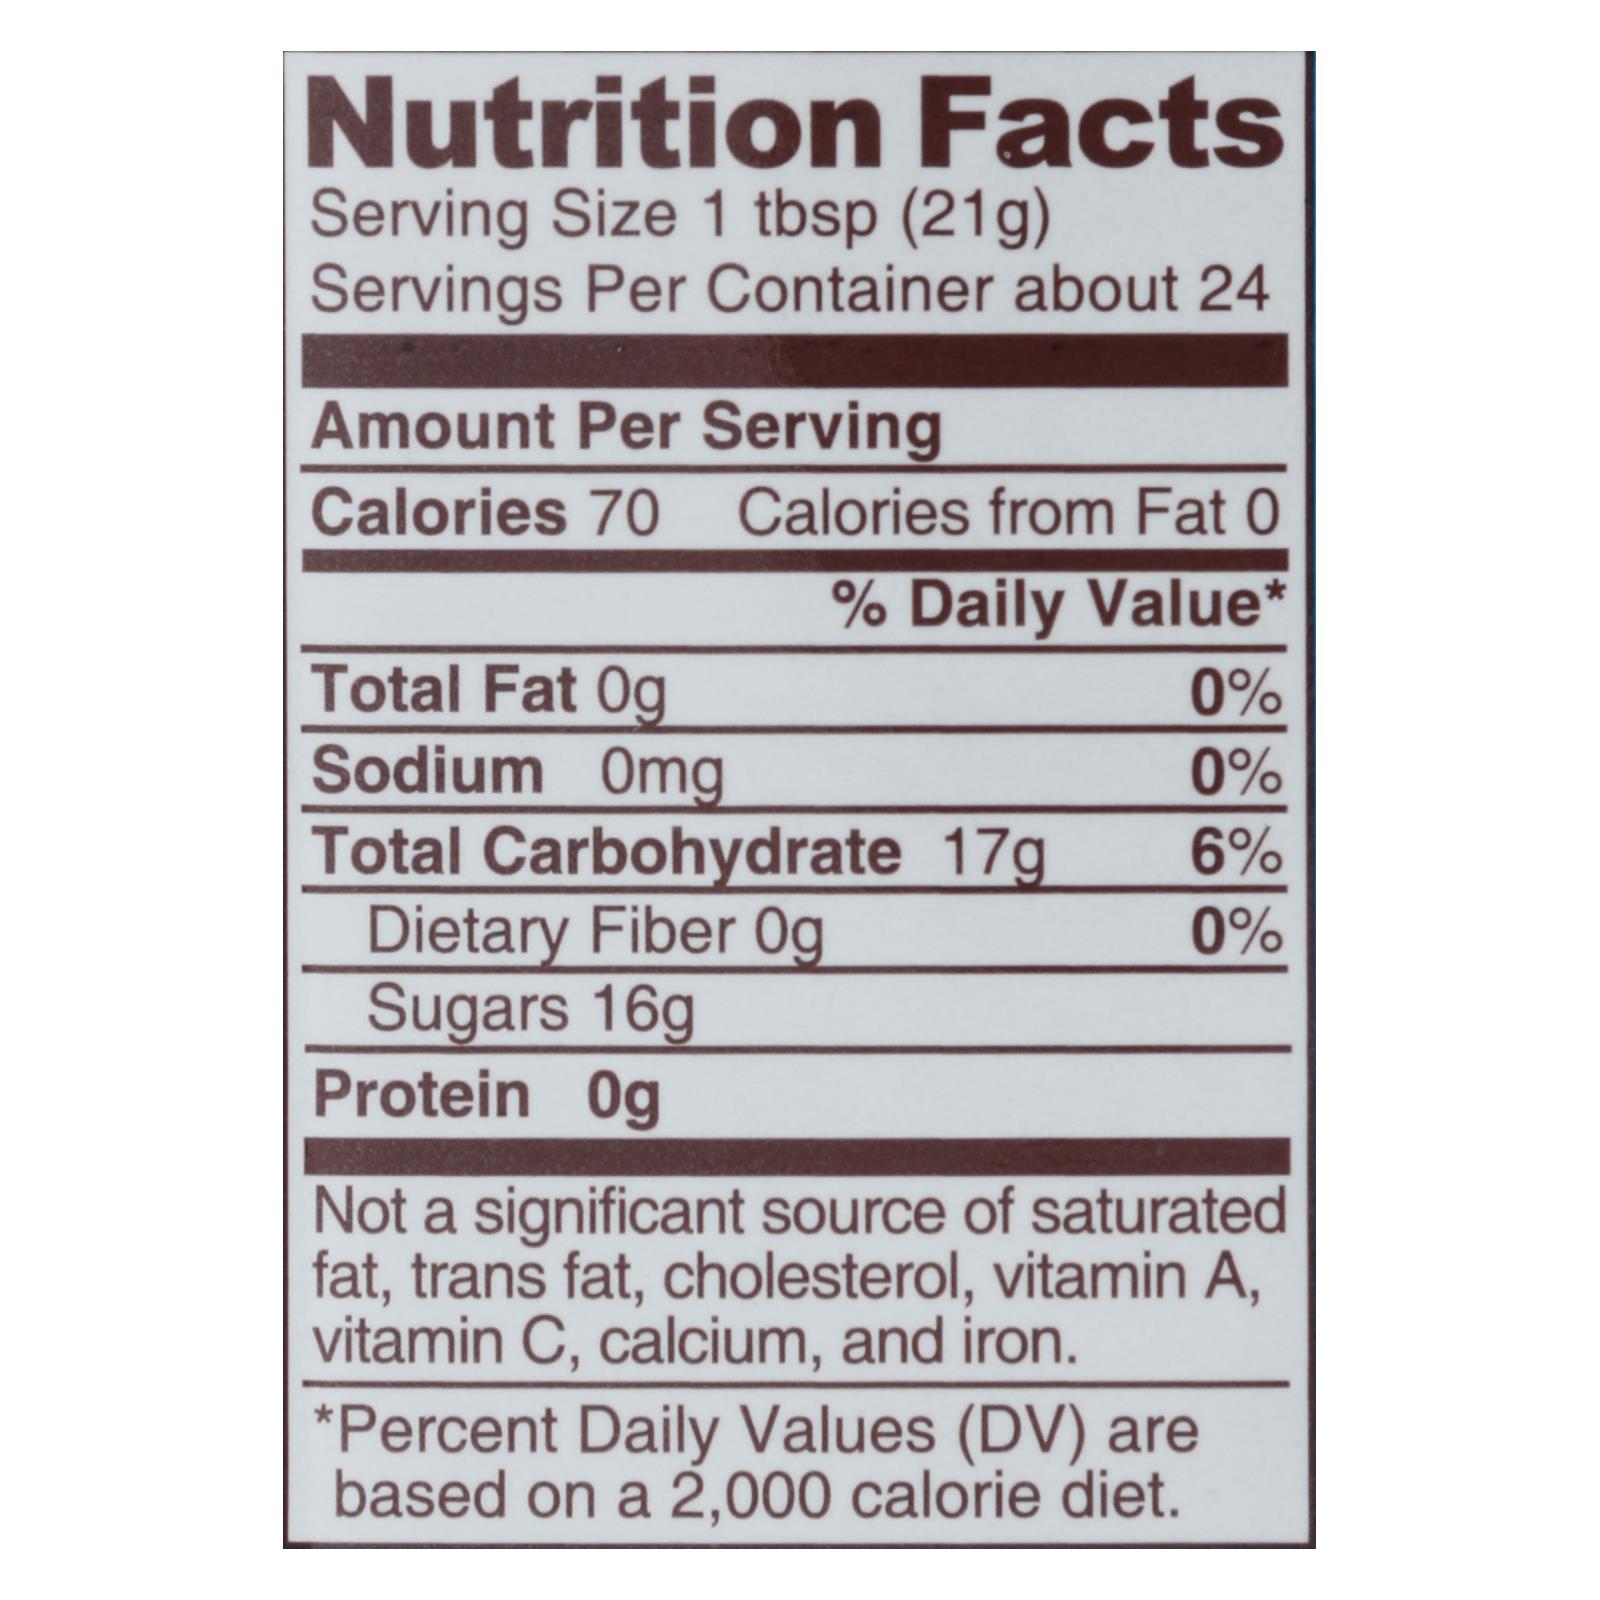 Nutrition Facts
Serving Size 1 tbsp (21g)
Servings Per Container about 24
Amount Per Serving
Calories 70 Calories from Fat 0
% Daily Value*
Total Fat 0g 0%
Sodium 0mg 0%
Total Carbohydrate 17g 6%
Dietary Fiber 0g 0%
Sugars 16g
Protein 0g
Not a significant source of saturated
fat, trans fat, cholesterol, vitamin A,
vitamin C, calcium, and iron.
*Percent Daily Values (DV) are
based on a 2,000 calorie diet.